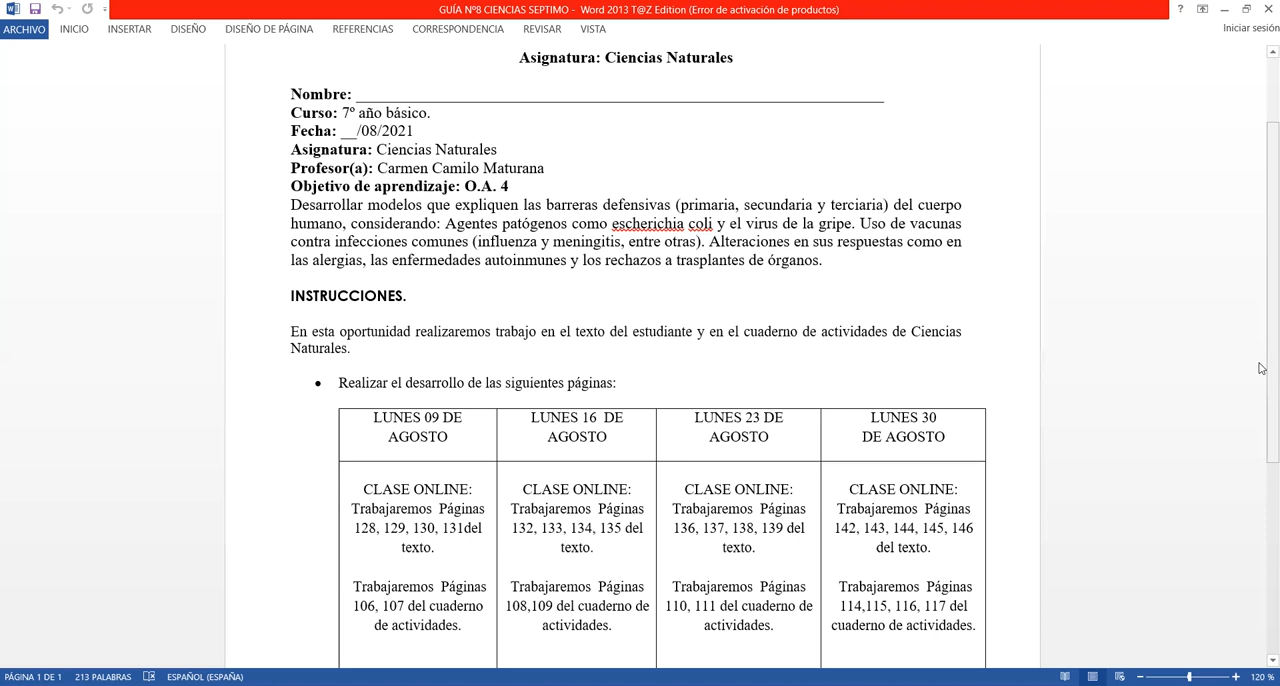 GUÍA Nº8 CIENCIAS SEPTIMO - Word 2013 T@Z Edition (Error de activación de productos)
ARCHIVO INICIO INSERTAR DISEÑO DISEÑO DE PÁGINA REFERENCIAS CORRESPONDENCIA REVISAR VISTA Iniciar sesión
Asignatura: Ciencias Naturales
Nombre: ____________________
Curso: 7º año básico.
Fecha: __/08/2021
Asignatura: Ciencias Naturales
Profesor(a): Carmen Camilo Maturana
Objetivo de aprendizaje: O.A. 4
Desarrollar modelos que expliquen las barreras defensivas (primaria, secundaria y terciaria) del cuerpo
humano, considerando: Agentes patógenos como escherichia coli y el virus de la gripe. Uso de vacunas
contra infecciones comunes (influenza y meningitis, entre otras). Alteraciones en sus respuestas como en
las alergias, las enfermedades autoinmunes y los rechazos a trasplantes de órganos.
INSTRUCCIONES.
En esta oportunidad realizaremos trabajo en el texto del estudiante y en el cuaderno de actividades de Ciencias
Naturales.
• Realizar el desarrollo de las siguientes páginas:
LUNES 09 DE
AGOSTO
LUNES 16 DE
AGOSTO
LUNES 23 DE
AGOSTO
LUNES 30
DE AGOSTO
CLASE ONLINE:
Trabajaremos Páginas
128, 129, 130, 131del
texto.
Trabajaremos Páginas
106, 107 del cuaderno
de actividades.
CLASE ONLINE:
Trabajaremos Páginas
132, 133, 134, 135 del
texto.
Trabajaremos Páginas
108,109 del cuaderno de
actividades.
CLASE ONLINE:
Trabajaremos Páginas
136, 137, 138, 139 del
texto.
Trabajaremos Páginas
110, 111 del cuaderno de
actividades.
CLASE ONLINE:
Trabajaremos Páginas
142, 143, 144, 145, 146
del texto.
Trabajaremos Páginas
114,115, 116, 117 del
cuaderno de actividades.
PÁGINA 1 DE 1 213 PALABRAS ESPAÑOL (ESPAÑA) 120 %